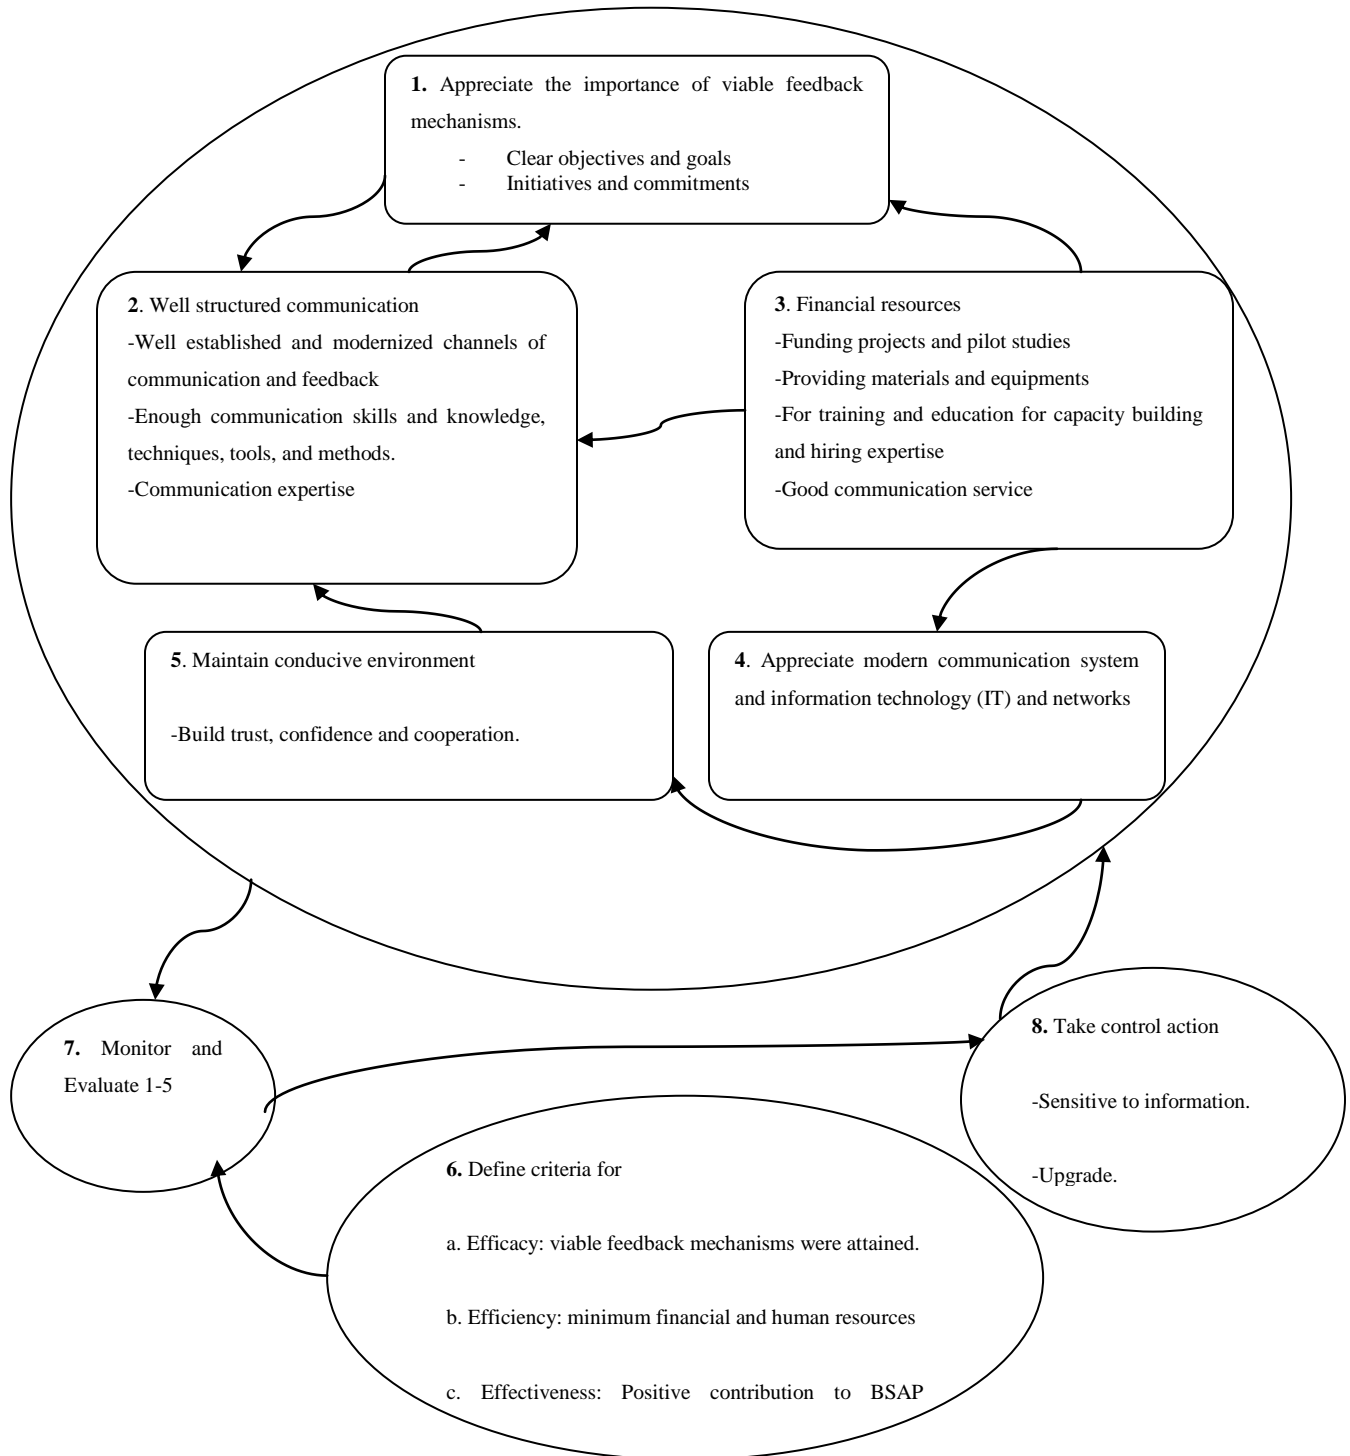 1. Appreciate the importance of viable feedback
mechanisms.
- Clear objectives and goals
- Initiatives and commitments
2. Well structured communication
-Well established and modernized channels of
communication and feedback
-Enough communication skills and knowledge,
techniques, tools, and methods.
-Communication expertise
3. Financial resources
-Funding projects and pilot studies
-Providing materials and equipments
-For training and education for capacity building
and hiring expertise
-Good communication service
5. Maintain conducive environment
-Build trust, confidence and cooperation.
4. Appreciate modern communication system
and information technology (IT) and networks
7. Monitor and
Evaluate 1-5
8. Take control action
-Sensitive to information.
-Upgrade.
6. Define criteria for
a. Efficacy: viable feedback mechanisms were attained.
b. Efficiency: minimum financial and human resources
c. Effectiveness: Positive contribution to BSAP